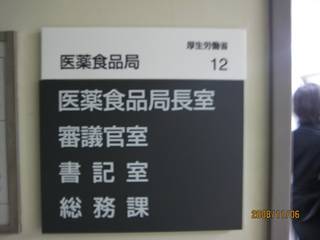 厚生労働省
医薬食品局 12
医薬食品局長室
審議官室
書記室
総務課
2008/11/06